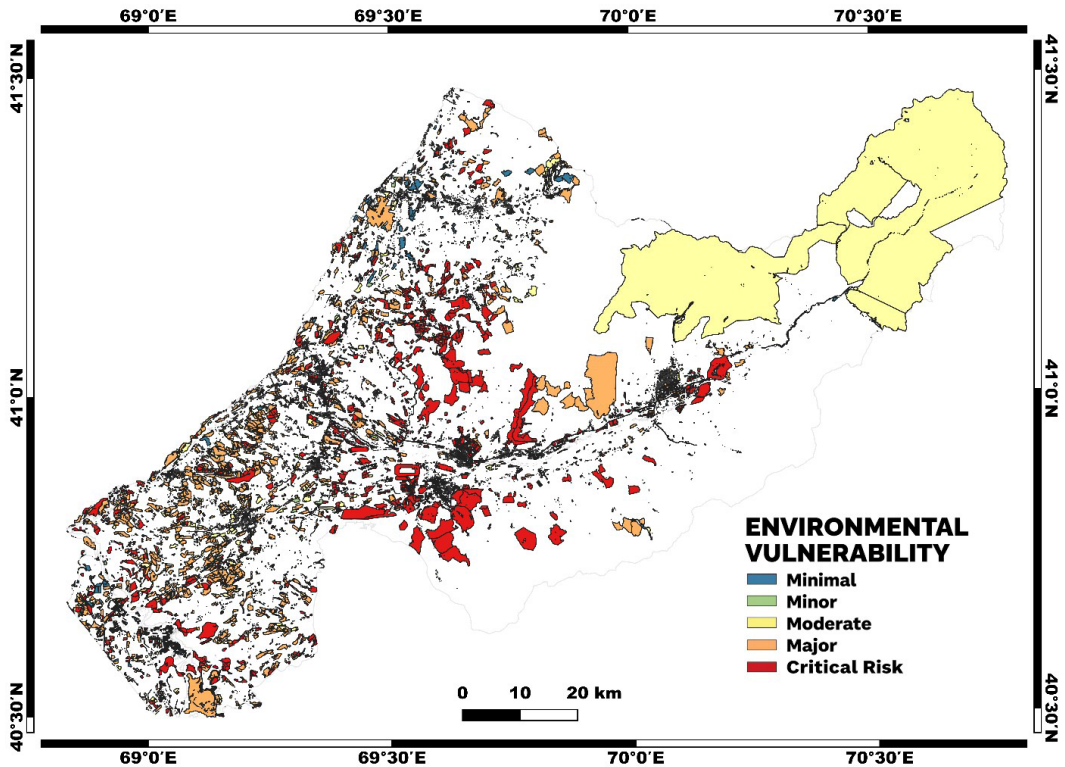 69°0′E 69°30′E 70°0′E 70°30′E
41°30′N 41°30′N
41°0′N 41°0′N
ENVIRONMENTAL
VULNERABILITY
Minimal
Minor
Moderate
Major
Critical Risk
0 10 20 km
40°30′N 40°30′N
69°0′E 69°30′E 70°0′E 70°30′E